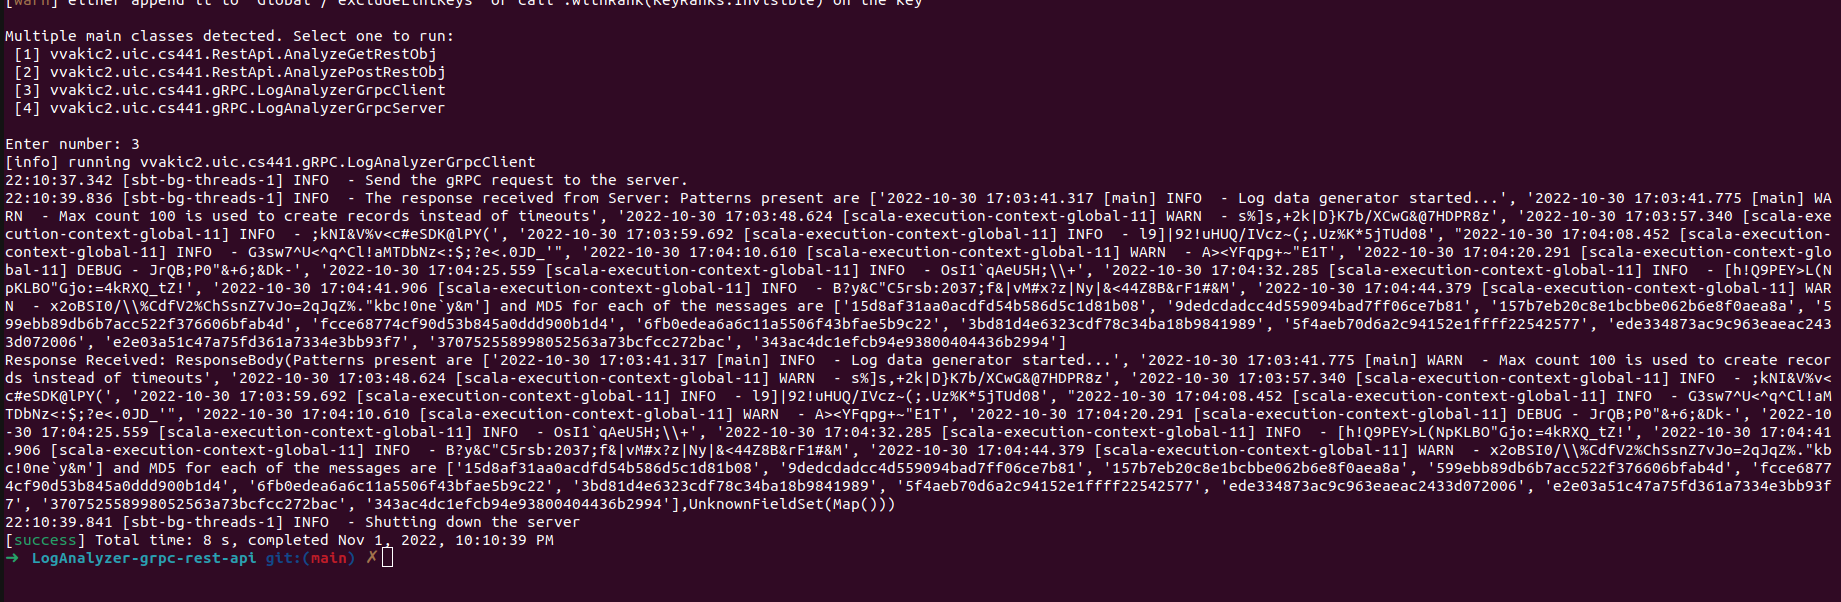 [warn] either append it to `Global / excludeLintKeys` or call .withRank(KeyRanks.Invisible) on the key
Multiple main classes detected. Select one to run:
[1] vvakic2.uic.cs441.RestApi.AnalyzeGetRestObj
[2] vvakic2.uic.cs441.RestApi.AnalyzePostRestObj
[3] vvakic2.uic.cs441.gRPC.LogAnalyzerGrpcClient
[4] vvakic2.uic.cs441.gRPC.LogAnalyzerGrpcServer
Enter number: 3
[info] running vvakic2.uic.cs441.gRPC.LogAnalyzerGrpcClient
22:10:37.342 [sbt-bg-threads-1] INFO  - Send the gRPC request to the server.
22:10:39.836 [sbt-bg-threads-1] INFO  - The response received from Server: Patterns present are ['2022-10-30 17:03:41.317 [main] INFO  - Log data generator started...', '2022-10-30 17:03:41.775 [main] WA
RN  - Max count 100 is used to create records instead of timeouts', '2022-10-30 17:03:48.624 [scala-execution-context-global-11] WARN  - s%]s,+2k|D}K7b/XCwG&@7HDPR8z', '2022-10-30 17:03:57.340 [scala-exe
cution-context-global-11] INFO  - ;kNI&V%v<c#eSDK@lPY(', '2022-10-30 17:03:59.692 [scala-execution-context-global-11] INFO  - l9]|92!uHUQ/IVcz~(;.Uz%K*5jTUd08', "2022-10-30 17:04:08.452 [scala-execution-
context-global-11] INFO  - G3sw7^U<^q^Cl!aMTDbNz<:$;?e<.0JD_'", '2022-10-30 17:04:10.610 [scala-execution-context-global-11] WARN  - A><YFqpg+~"E1T', '2022-10-30 17:04:20.291 [scala-execution-context-glo
bal-11] DEBUG - JrQB;P0"&+6;&Dk-', '2022-10-30 17:04:25.559 [scala-execution-context-global-11] INFO  - OsI1`qAeU5H;\\+', '2022-10-30 17:04:32.285 [scala-execution-context-global-11] INFO  - [h!Q9PEY>L(N
pKLBO"Gjo:=4kRXQ_tZ!', '2022-10-30 17:04:41.906 [scala-execution-context-global-11] INFO  - B?y&C"C5rsb:2037;f&|vM#x?z|Ny|&<44Z8B&rF1#&M', '2022-10-30 17:04:44.379 [scala-execution-context-global-11] WAR
N  - x2oBSI0/\\%CdfV2%ChSsnZ7vJo=2qJqZ%."kbc!0ne`y&m'] and MD5 for each of the messages are ['15d8af31aa0acdfd54b586d5c1d81b08', '9dedcdadcc4d559094bad7ff06ce7b81', '157b7eb20c8e1bcbbe062b6e8f0aea8a', '5
99ebb89db6b7acc522f376606bfab4d', 'fcce68774cf90d53b845a0ddd900b1d4', '6fb0edea6a6c11a5506f43bfae5b9c22', '3bd81d4e6323cdf78c34ba18b9841989', '5f4aeb70d6a2c94152e1ffff22542577', 'ede334873ac9c963eaeac243
3d072006', 'e2e03a51c47a75fd361a7334e3bb93f7', '370752558998052563a73bcfcc272bac', '343ac4dc1efcb94e93800404436b2994']
Response Received: ResponseBody(Patterns present are ['2022-10-30 17:03:41.317 [main] INFO  - Log data generator started...', '2022-10-30 17:03:41.775 [main] WARN  - Max count 100 is used to create recor
ds instead of timeouts', '2022-10-30 17:03:48.624 [scala-execution-context-global-11] WARN  - s%]s,+2k|D}K7b/XCwG&@7HDPR8z', '2022-10-30 17:03:57.340 [scala-execution-context-global-11] INFO  - ;kNI&V%v<
c#eSDK@lPY(', '2022-10-30 17:03:59.692 [scala-execution-context-global-11] INFO  - l9]|92!uHUQ/IVcz~(;.Uz%K*5jTUd08', "2022-10-30 17:04:08.452 [scala-execution-context-global-11] INFO  - G3sw7^U<^q^Cl!aM
TDbNz<:$;?e<.0JD_'", '2022-10-30 17:04:10.610 [scala-execution-context-global-11] WARN  - A><YFqpg+~"E1T', '2022-10-30 17:04:20.291 [scala-execution-context-global-11] DEBUG - JrQB;P0"&+6;&Dk-', '2022-10
-30 17:04:25.559 [scala-execution-context-global-11] INFO  - OsI1`qAeU5H;\\+', '2022-10-30 17:04:32.285 [scala-execution-context-global-11] INFO  - [h!Q9PEY>L(NpKLBO"Gjo:=4kRXQ_tZ!', '2022-10-30 17:04:41
.906 [scala-execution-context-global-11] INFO  - B?y&C"C5rsb:2037;f&|vM#x?z|Ny|&<44Z8B&rF1#&M', '2022-10-30 17:04:44.379 [scala-execution-context-global-11] WARN  - x2oBSI0/\\%CdfV2%ChSsnZ7vJo=2qJqZ%."kb
c!0ne`y&m'] and MD5 for each of the messages are ['15d8af31aa0acdfd54b586d5c1d81b08', '9dedcdadcc4d559094bad7ff06ce7b81', '157b7eb20c8e1bcbbe062b6e8f0aea8a', '599ebb89db6b7acc522f376606bfab4d', 'fcce6877
4cf90d53b845a0ddd900b1d4', '6fb0edea6a6c11a5506f43bfae5b9c22', '3bd81d4e6323cdf78c34ba18b9841989', '5f4aeb70d6a2c94152e1ffff22542577', 'ede334873ac9c963eaeac2433d072006', 'e2e03a51c47a75fd361a7334e3bb93f
7', '370752558998052563a73bcfcc272bac', '343ac4dc1efcb94e93800404436b2994'],UnknownFieldSet(Map()))
22:10:39.841 [sbt-bg-threads-1] INFO  - Shutting down the server
[success] Total time: 8 s, completed Nov 1, 2022, 10:10:39 PM
➜  LogAnalyzer-grpc-rest-api git:(main) ✗